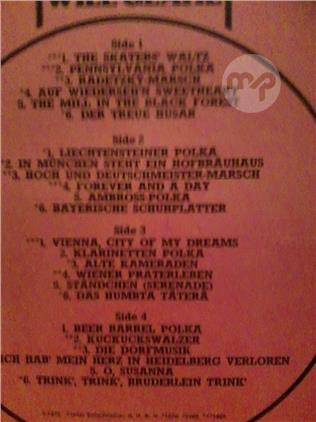 Side 1
***1. THE SKATERS' WALTZ
**2. PENNSYLVANIA POLKA
**3. RADETZKY-MARSCH
*4. AUF WIEDERSEH'N SWEETHEART
5. THE MILL IN THE BLACK FOREST
*6. DER TREUE HUSAR
Side 2
*1. LIECHTENSTEINER POLKA
**2. IN MÜNCHEN STEHT EIN HOFBRÄUHAUS
**3. HOCH UND DEUTSCHMEISTER-MARSCH
*4. FOREVER AND A DAY
5. AMBROSS-POLKA
*6. BAYERISCHE SCHUHPLATTER
Side 3
***1. VIENNA, CITY OF MY DREAMS
2. KLARINETTEN POLKA
*3. ALTE KAMERADEN
**4. WIENER PRATERLEBEN
5. STÄNDCHEN (SERENADE)
*6. DAS HUMBTA TÄTERÄ
Side 4
1. BEER BARREL POLKA
**2. KUCKUCKSWALZER
**3. DIE DORFMUSIK
ICH HAB' MEIN HERZ IN HEIDELBERG VERLOREN
5. O, SUSANNA
*6. TRINK', TRINK', BRÜDERLEIN TRINK'
mp